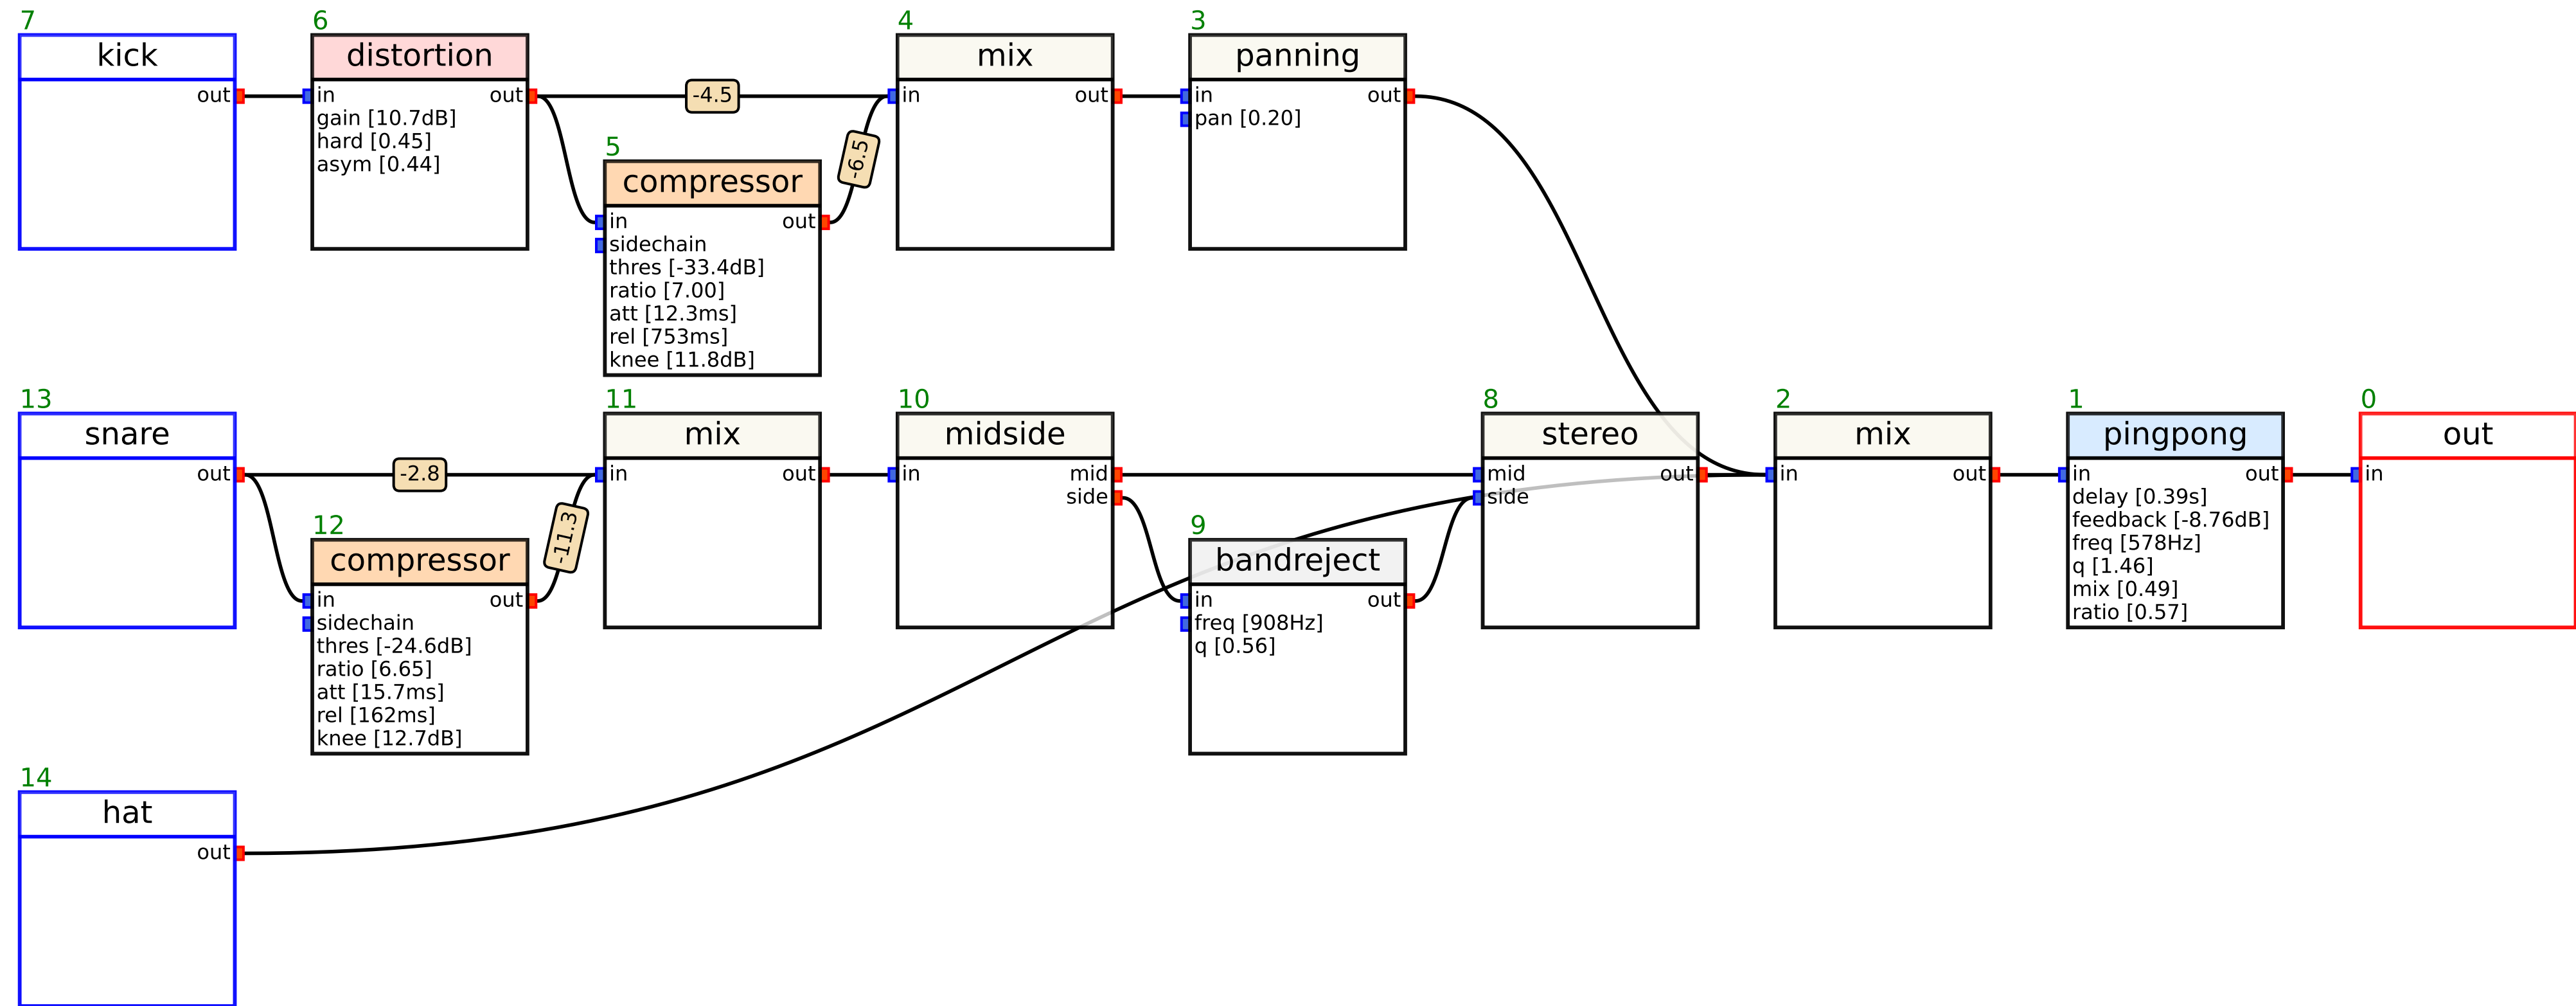 7
kick
out
6
distortion
in
out
gain [10.7dB]
hard [0.45]
asym [0.44]
-4.5
5
compressor
in
out
sidechain
thres [-33.4dB]
ratio [7.00]
att [12.3ms]
rel [753ms]
knee [11.8dB]
-6.5
4
mix
in
out
3
panning
in
out
pan [0.20]
13
snare
out
-2.8
12
compressor
in
out
sidechain
thres [-24.6dB]
ratio [6.65]
att [15.7ms]
rel [162ms]
knee [12.7dB]
-11.3
11
mix
in
out
10
midside
in
mid
side
9
bandreject
in
out
freq [908Hz]
q [0.56]
8
stereo
mid
out
side
2
mix
in
out
1
pingpong
in
out
delay [0.39s]
feedback [-8.76dB]
freq [578Hz]
q [1.46]
mix [0.49]
ratio [0.57]
0
out
in
14
hat
out